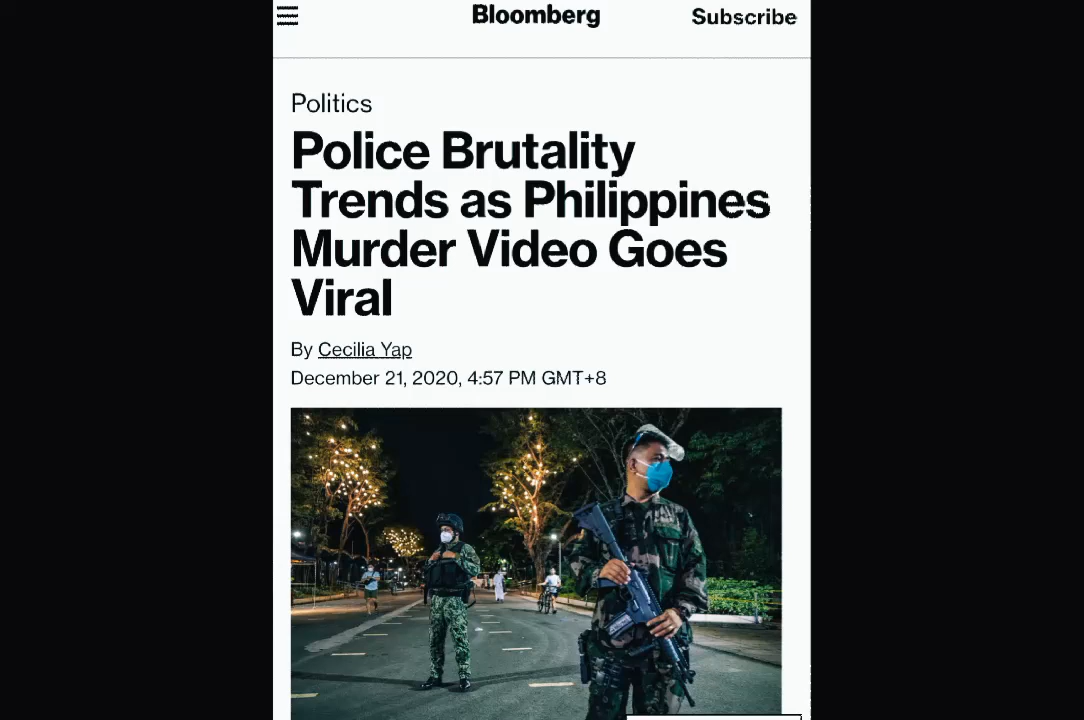 Bloomberg
Subscribe
Politics
Police Brutality
Trends as Philippines
Murder Video Goes
Viral
By Cecilia Yap
December 21, 2020, 4:57 PM GMT+8